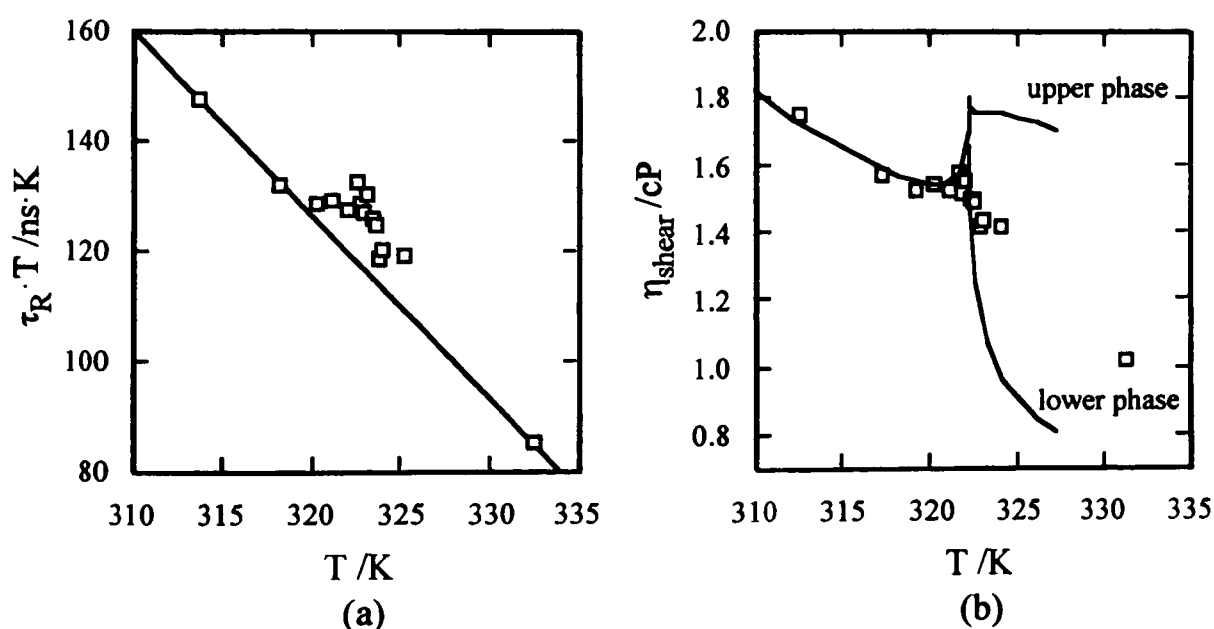 160
140
120
100
80
τR·T /ns·K
310 315 320 325 330 335
T /K
(a)
2.0
1.8
1.6
1.4
1.2
1.0
0.8
ηshear /cP
upper phase
lower phase
310 315 320 325 330 335
T /K
(b)